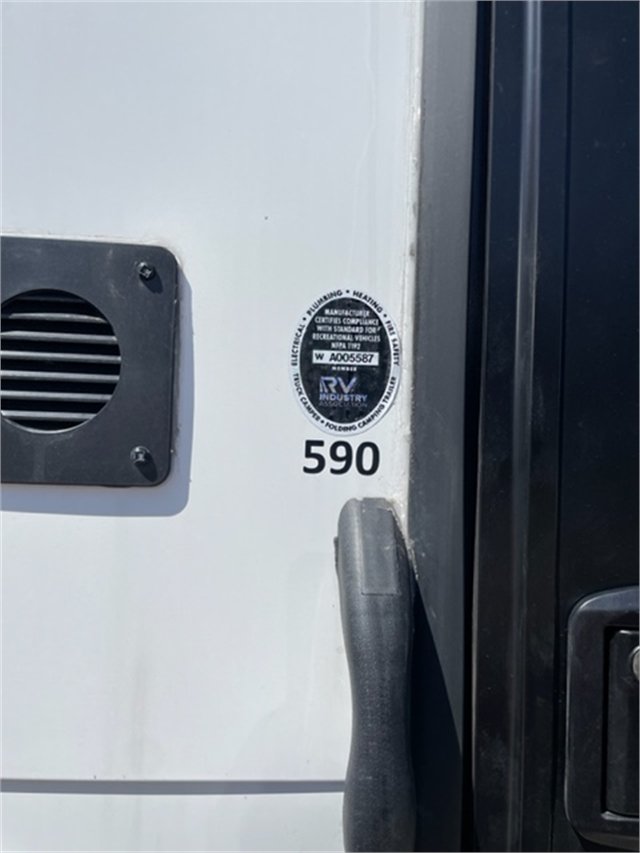 ELECTRICAL • PLUMBING • HEATING • FIRE SAFETY
MANUFACTURER
CERTIFIES COMPLIANCE
WITH STANDARD FOR
RECREATIONAL VEHICLES
NFPA 1192
W A005587
NUMBER
RV
INDUSTRY
ASSOCIATION
TRUCK CAMPER • FOLDING CAMPING TRAILER
590